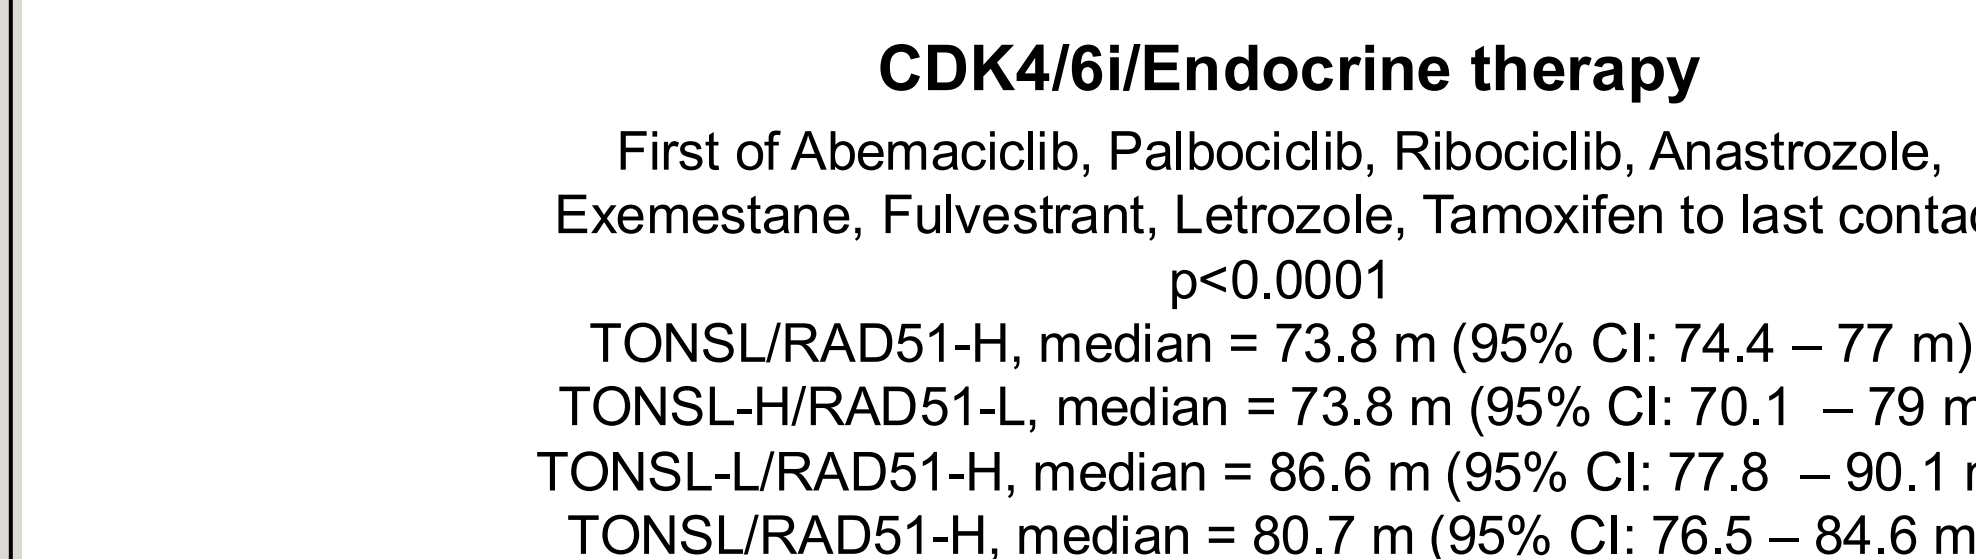 CDK4/6i/Endocrine therapy
First of Abemaciclib, Palbociclib, Ribociclib, Anastrozole,
Exemestane, Fulvestrant, Letrozole, Tamoxifen to last
p<0.0001
TONSL/RAD51-H, median = 73.8 m (95% CI: 74.4 – 77 m)
TONSL-H/RAD51-L, median = 73.8 m (95% CI: 70.1 – 79 m
TONSL-L/RAD51-H, median = 86.6 m (95% CI: 77.8 – 90.1
TONSL/RAD51-H, median = 80.7 m (95% CI: 76.5 – 84.6 m